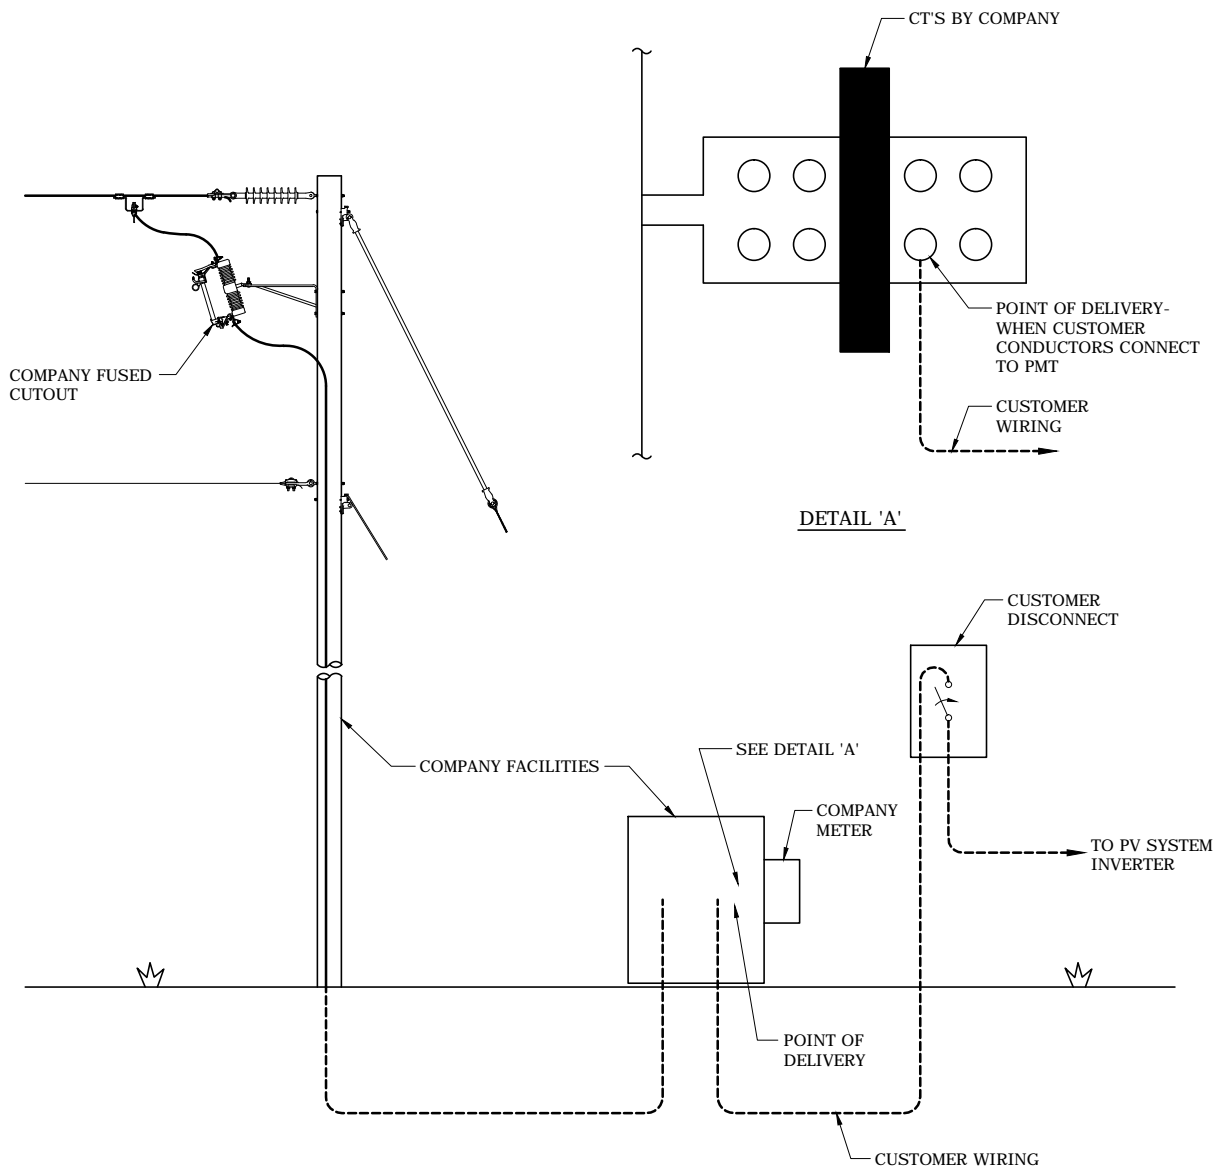 CT'S BY COMPANY
POINT OF DELIVERY-
WHEN CUSTOMER
CONDUCTORS CONNECT
TO PMT
COMPANY FUSED
CUTOUT
CUSTOMER
WIRING
DETAIL 'A'
CUSTOMER
DISCONNECT
SEE DETAIL 'A'
COMPANY FACILITIES
COMPANY
METER
TO PV SYSTEM
INVERTER
POINT OF
DELIVERY
CUSTOMER WIRING